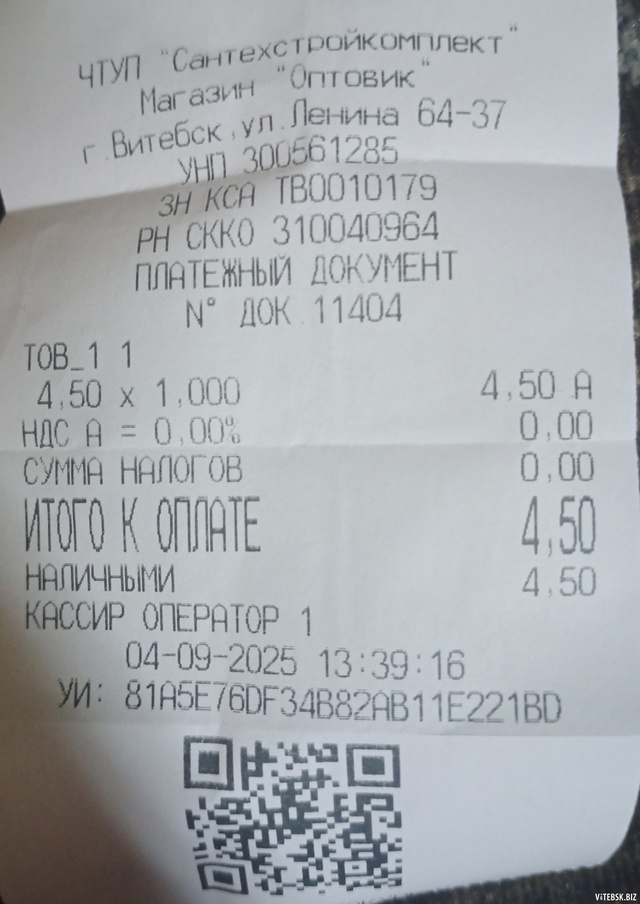 ЧТУП "Сантехстройкомплект"
Магазин "Оптовик"
г.Витебск,ул.Ленина 64-37
УНП 300561285
ЗН КСА ТВ0010179
РН СККО 310040964
ПЛАТЕЖНЫЙ ДОКУМЕНТ
N° ДОК. 11404
ТОВ_1 1
4,50 x 1,000 4,50 А
НДС А = 0,00% 0,00
СУММА НАЛОГОВ 0,00
ИТОГО К ОПЛАТЕ 4,50
НАЛИЧНЫМИ 4,50
КАССИР ОПЕРАТОР 1
04-09-2025 13:39:16
УИ: 81A5E76DF34B82AB11E221BD
ViTEBSK.BIZ